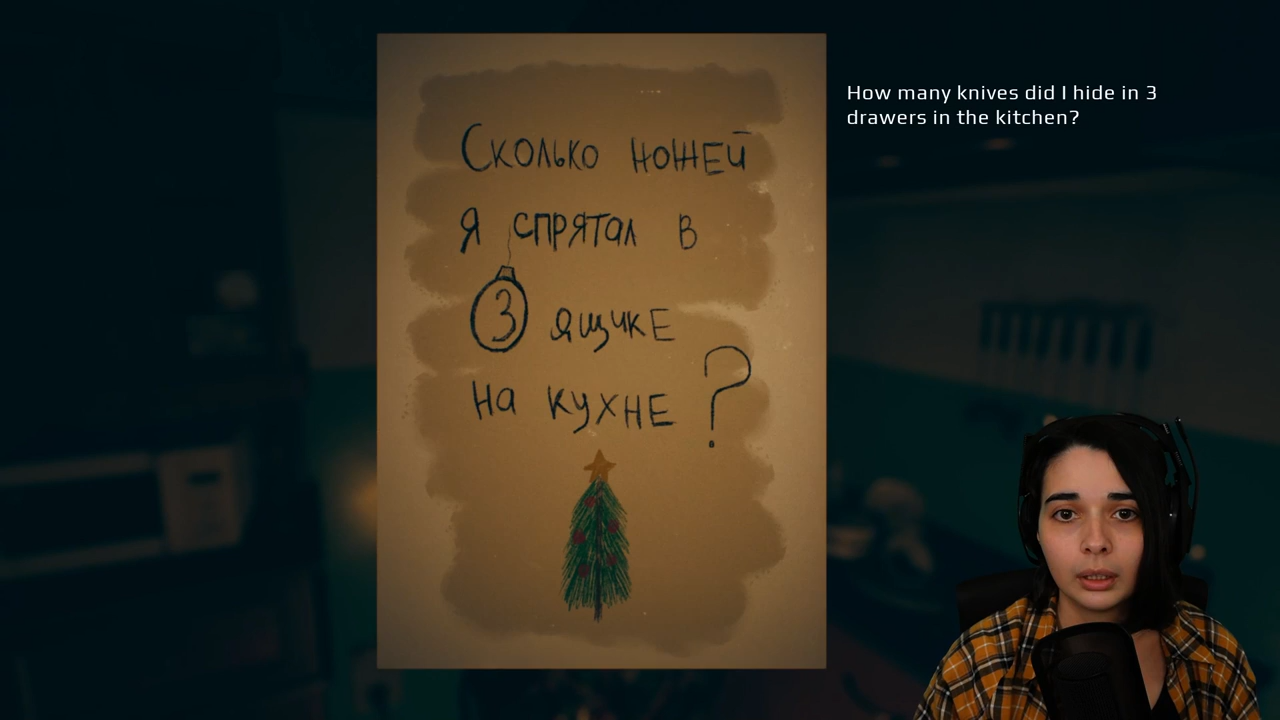 Сколько ножей
я спрятал в
3 ящике
на кухне?
How many knives did I hide in 3
drawers in the kitchen?